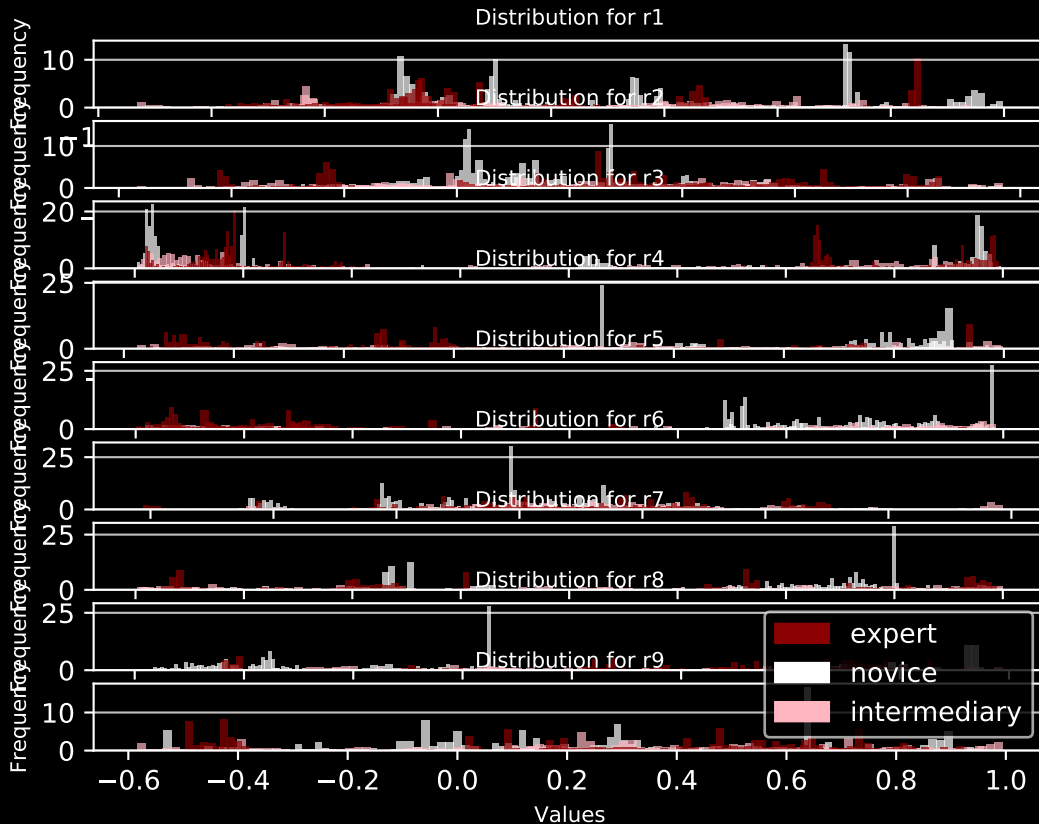 Distribution for r1
Frequency
10
0
Distribution for r2
−1
10
0
Distribution for r3
20
0
Distribution for r4
25
0
Distribution for r5
25
0
Distribution for r6
25
0
Distribution for r7
25
0
Distribution for r8
25
0
Distribution for r9
expert
novice
intermediary
Frequency
10
0
−0.6 −0.4 −0.2 0.0 0.2 0.4 0.6 0.8 1.0
Values